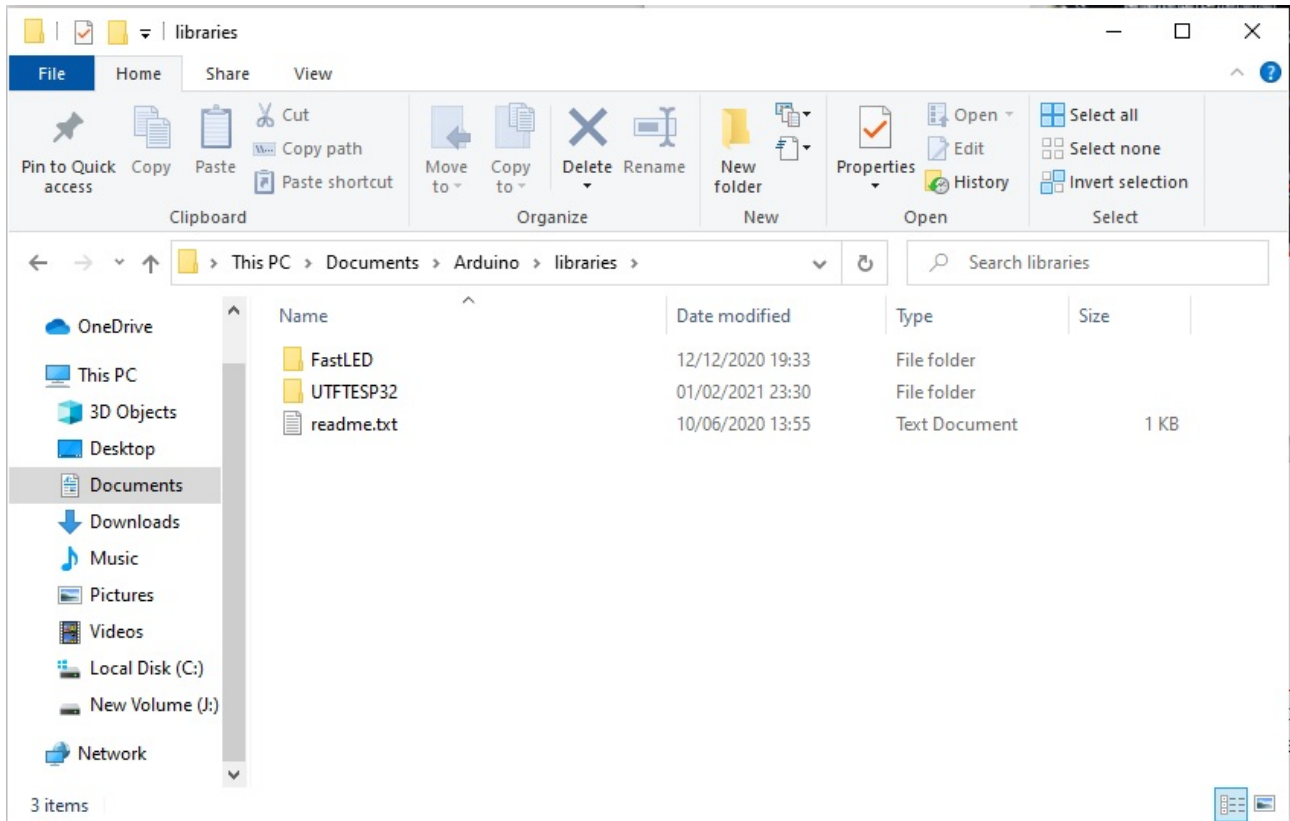 libraries
File Home Share View
Pin to Quick access
Copy
Paste
Cut
Copy path
Paste shortcut
Clipboard
Move to
Copy to
Delete
Rename
Organize
New folder
New
Properties
Open
Edit
History
Open
Select all
Select none
Invert selection
Select
This PC > Documents > Arduino > libraries >
Search libraries
OneDrive
This PC
3D Objects
Desktop
Documents
Downloads
Music
Pictures
Videos
Local Disk (C:)
New Volume (J:)
Network
Name Date modified Type Size
FastLED 12/12/2020 19:33 File folder
UTFTESP32 01/02/2021 23:30 File folder
readme.txt 10/06/2020 13:55 Text Document 1 KB
3 items